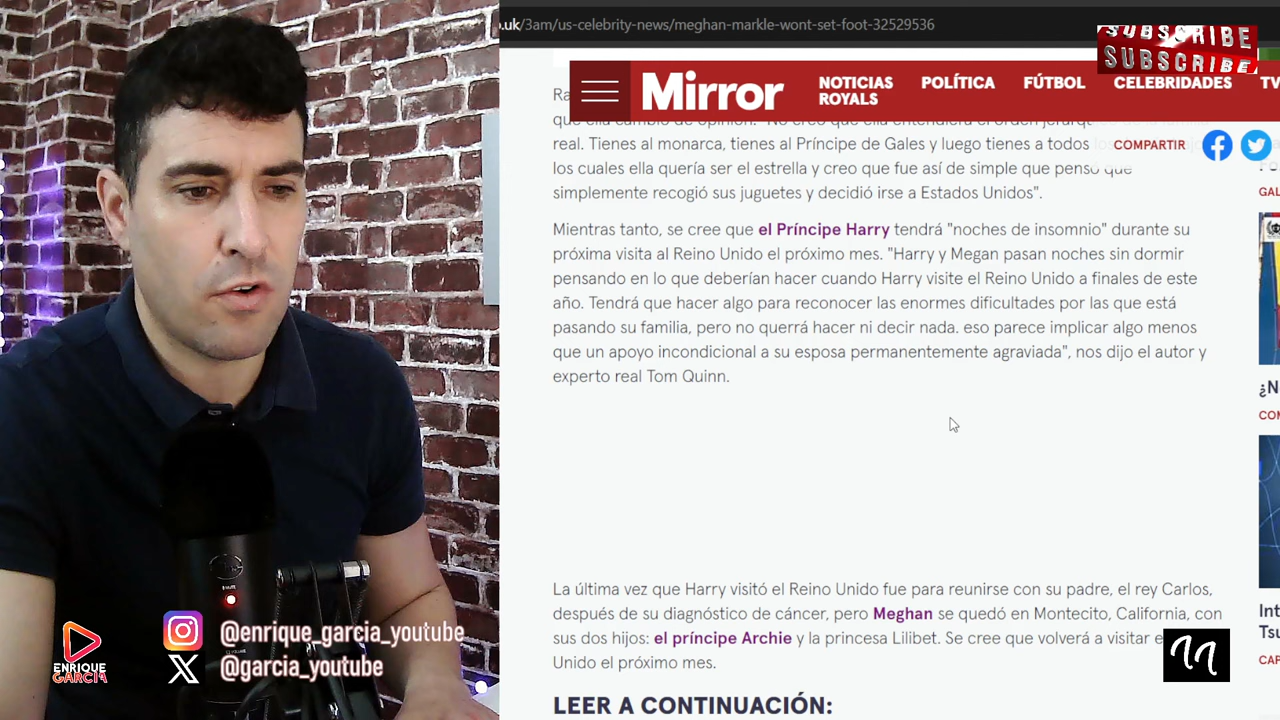 .uk/3am/us-celebrity-news/meghan-markle-wont-set-foot-32529536
SUBSCRIBE
SUBSCRIBE
Mirror
NOTICIAS ROYALS
POLÍTICA
FÚTBOL
CELEBRIDADES
TV
COMPARTIR
real. Tienes al monarca, tienes al Príncipe de Gales y luego tienes a todos
los cuales ella quería ser el estrella y creo que fue así de simple que pensó que
simplemente recogió sus juguetes y decidió irse a Estados Unidos".
Mientras tanto, se cree que el Príncipe Harry tendrá "noches de insomnio" durante su
próxima visita al Reino Unido el próximo mes. "Harry y Megan pasan noches sin dormir
pensando en lo que deberían hacer cuando Harry visite el Reino Unido a finales de este
año. Tendrá que hacer algo para reconocer las enormes dificultades por las que está
pasando su familia, pero no querrá hacer ni decir nada. eso parece implicar algo menos
que un apoyo incondicional a su esposa permanentemente agraviada", nos dijo el autor y
experto real Tom Quinn.
La última vez que Harry visitó el Reino Unido fue para reunirse con su padre, el rey Carlos,
después de su diagnóstico de cáncer, pero Meghan se quedó en Montecito, California, con
sus dos hijos: el príncipe Archie y la princesa Lilibet. Se cree que volverá a visitar
Unido el próximo mes.
LEER A CONTINUACIÓN:
ENRIQUE
GARCIA
@enrique_garcia_youtube
@garcia_youtube